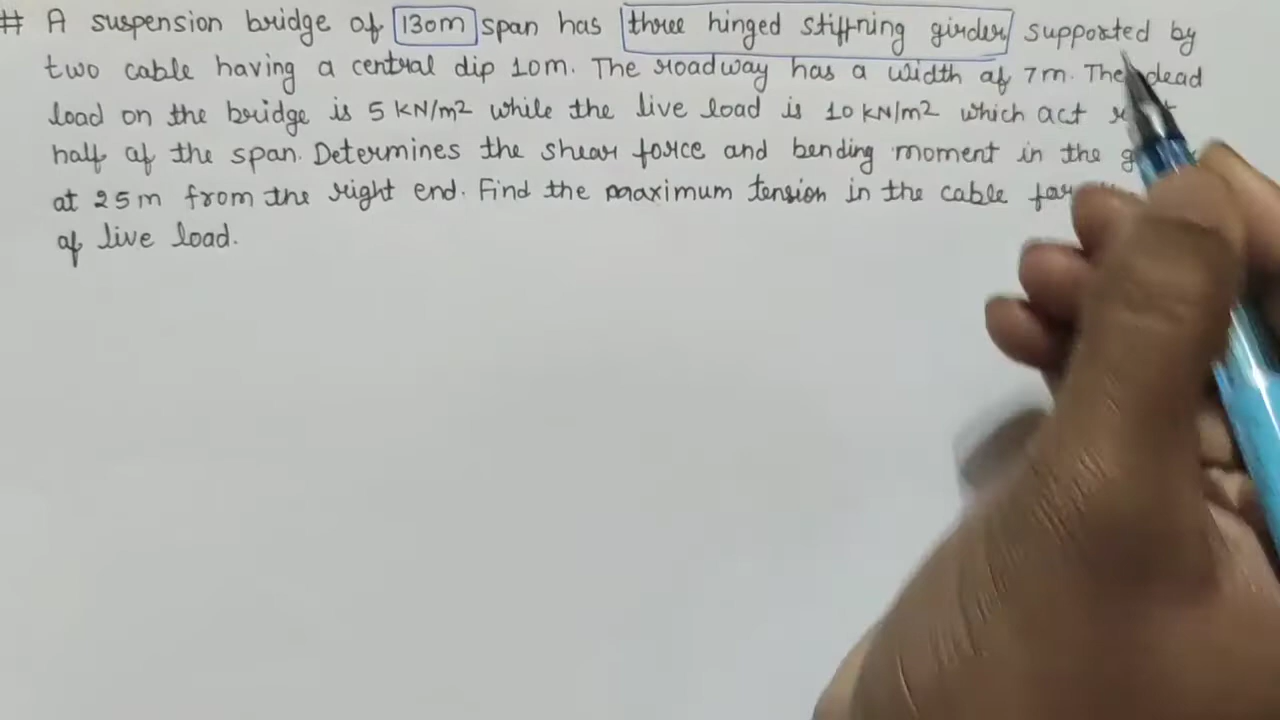 # A suspension bridge of 130m span has three hinged stiffning girder supported by
two cable having a central dip 10m. The roadway has a width of 7m. The dead
load on the bridge is 5 KN/m2 while the live load is 10 KN/m2 which act
half of the span. Determines the shear force and bending moment in the
at 25m from the right end. Find the maximum tension in the cable for
of live load.